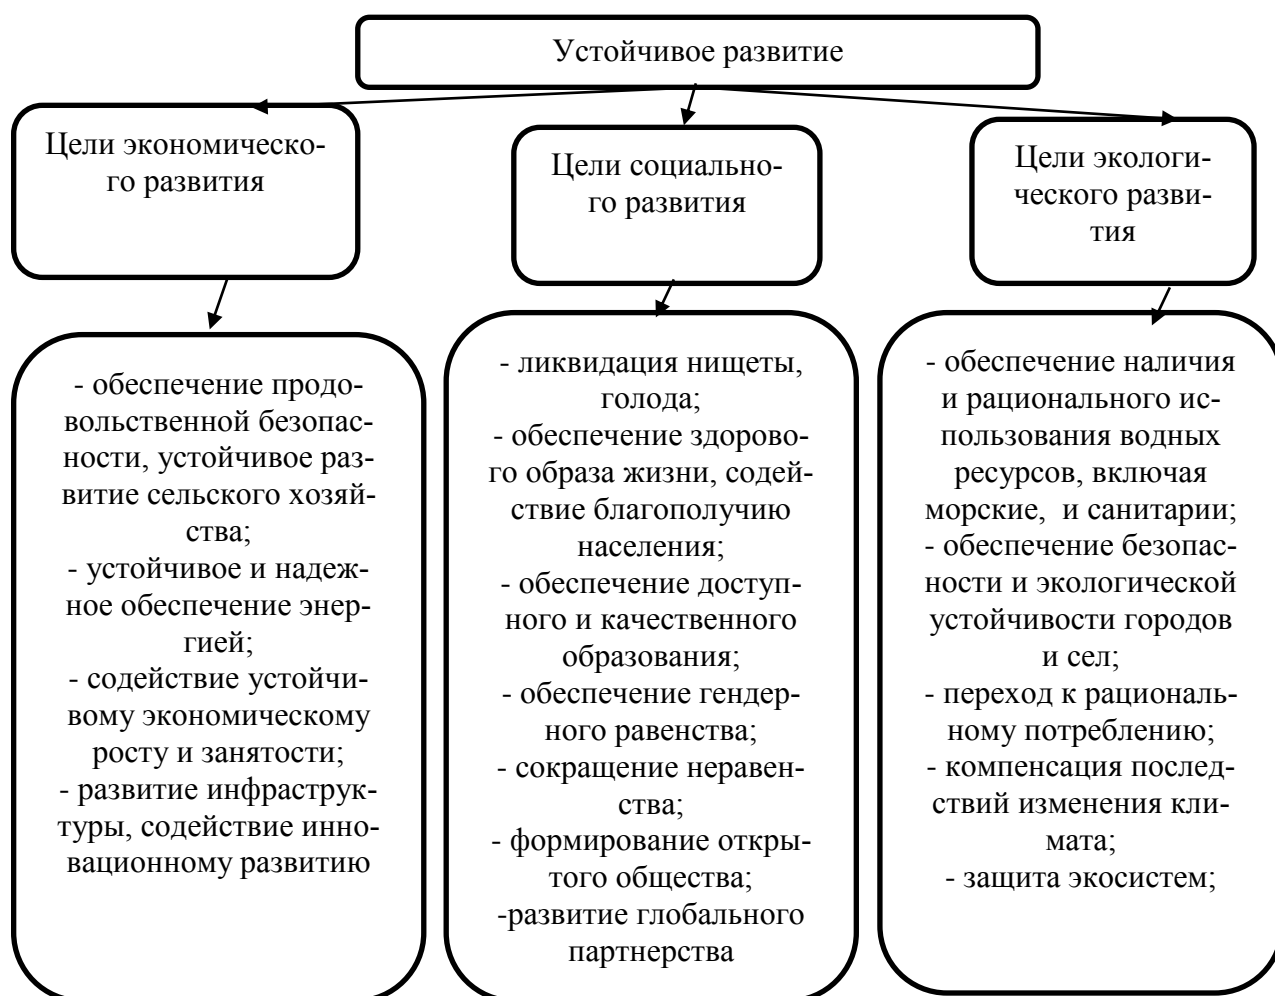 Устойчивое развитие
Цели экономическо-
го развития
Цели социально-
го развития
Цели экологи-
ческого разви-
тия
- обеспечение продо-
вольственной безопас-
ности, устойчивое раз-
витие сельского хозяй-
ства;
- устойчивое и надеж-
ное обеспечение энер-
гией;
- содействие устойчи-
вому экономическому
росту и занятости;
- развитие инфраструк-
туры, содействие инно-
вационному развитию
- ликвидация нищеты,
голода;
- обеспечение здорово-
го образа жизни, содей-
ствие благополучию
населения;
- обеспечение доступ-
ного и качественного
образования;
- обеспечение гендер-
ного равенства;
- сокращение неравен-
ства;
- формирование откры-
того общества;
-развитие глобального
партнерства
- обеспечение наличия
и рационального ис-
пользования водных
ресурсов, включая
морские,  и санитарии;
- обеспечение безопас-
ности и экологической
устойчивости городов
и сел;
- переход к рациональ-
ному потреблению;
- компенсация послед-
ствий изменения кли-
мата;
- защита экосистем;